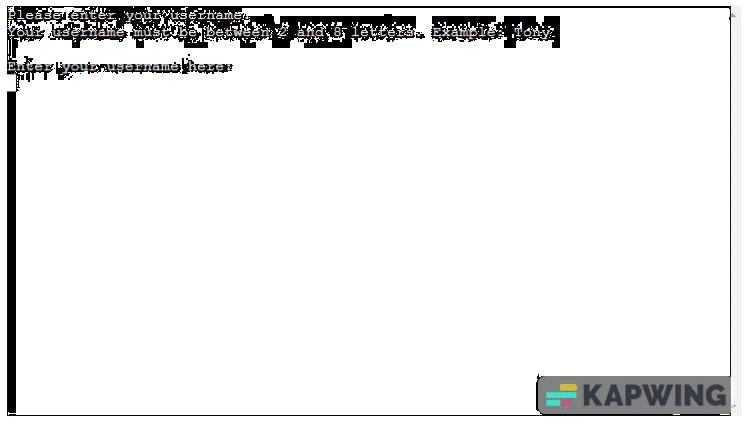 Please enter your username.
Your username must be between 2 and 8 letters. Example: Tony
Enter your username here:
KAPWING